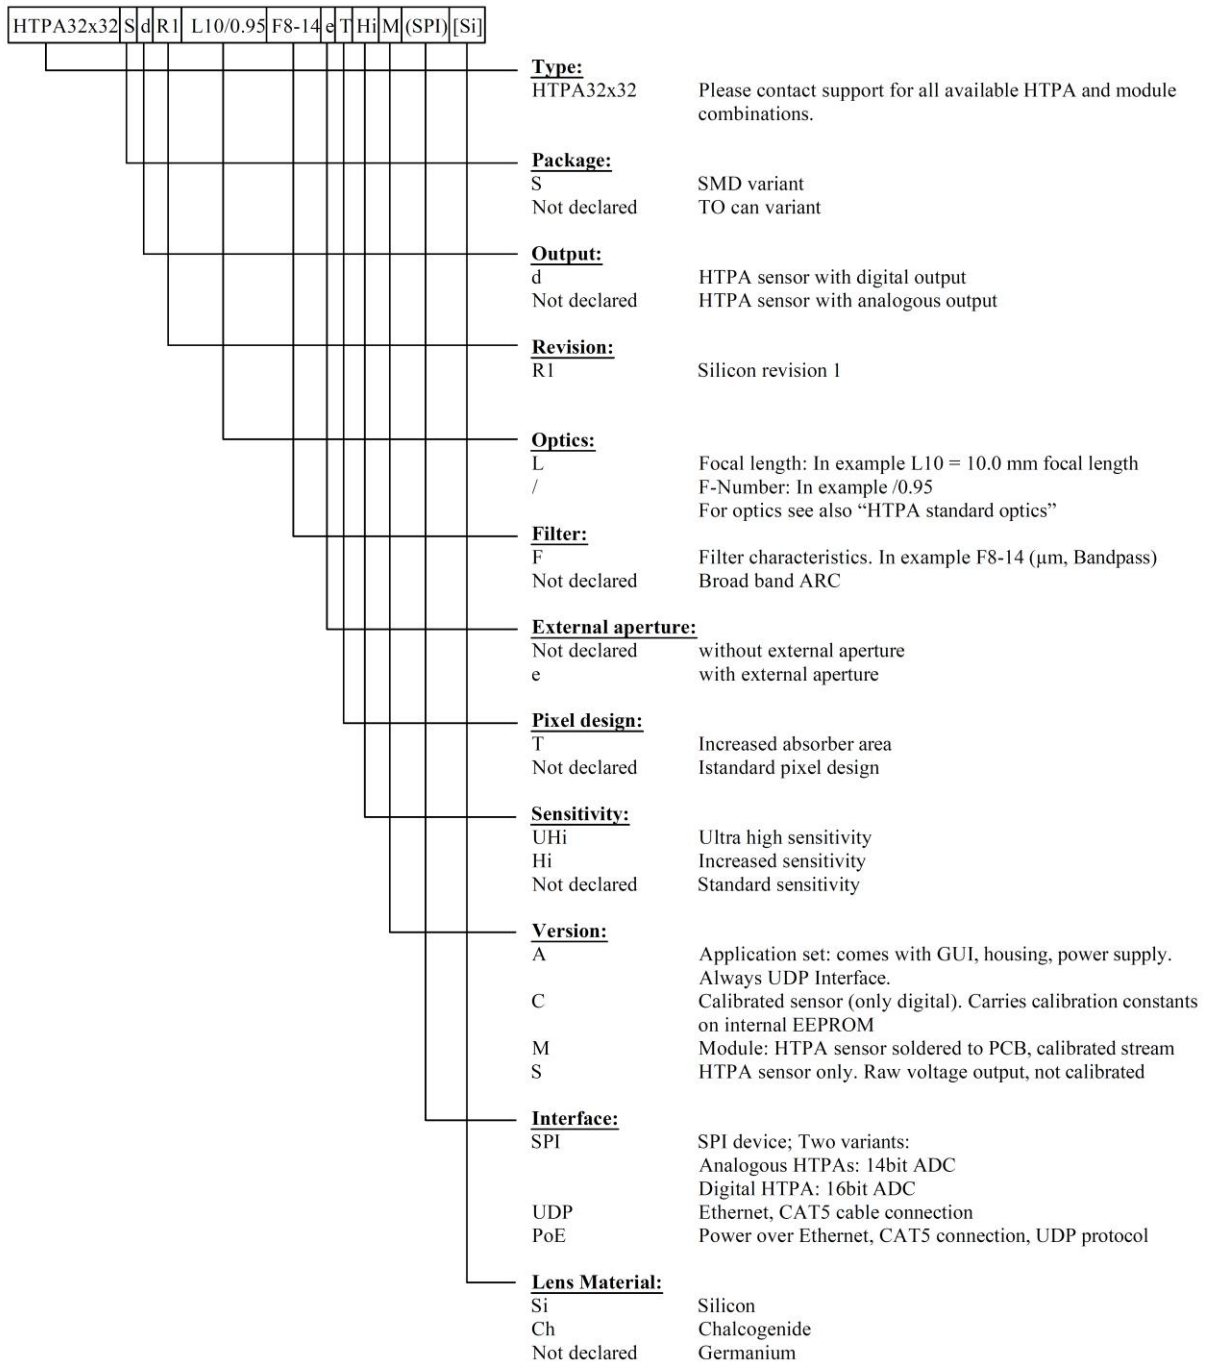 HTPA32x32 S d R1 L10/0.95 F8-14 e T Hi M (SPI) [Si]
Type:
HTPA32x32 Please contact support for all available HTPA and module
combinations.
Package:
S SMD variant
Not declared TO can variant
Output:
d HTPA sensor with digital output
Not declared HTPA sensor with analogous output
Revision:
R1 Silicon revision 1
Optics:
L Focal length: In example L10 = 10.0 mm focal length
/ F-Number: In example /0.95
For optics see also “HTPA standard optics”
Filter:
F Filter characteristics. In example F8-14 (µm, Bandpass)
Not declared Broad band ARC
External aperture:
Not declared without external aperture
e with external aperture
Pixel design:
T Increased absorber area
Not declared Istandard pixel design
Sensitivity:
UHi Ultra high sensitivity
Hi Increased sensitivity
Not declared Standard sensitivity
Version:
A Application set: comes with GUI, housing, power supply.
Always UDP Interface.
C Calibrated sensor (only digital). Carries calibration constants
on internal EEPROM
M Module: HTPA sensor soldered to PCB, calibrated stream
S HTPA sensor only. Raw voltage output, not calibrated
Interface:
SPI SPI device; Two variants:
Analogous HTPAs: 14bit ADC
Digital HTPA: 16bit ADC
UDP Ethernet, CAT5 cable connection
PoE Power over Ethernet, CAT5 connection, UDP protocol
Lens Material:
Si Silicon
Ch Chalcogenide
Not declared Germanium